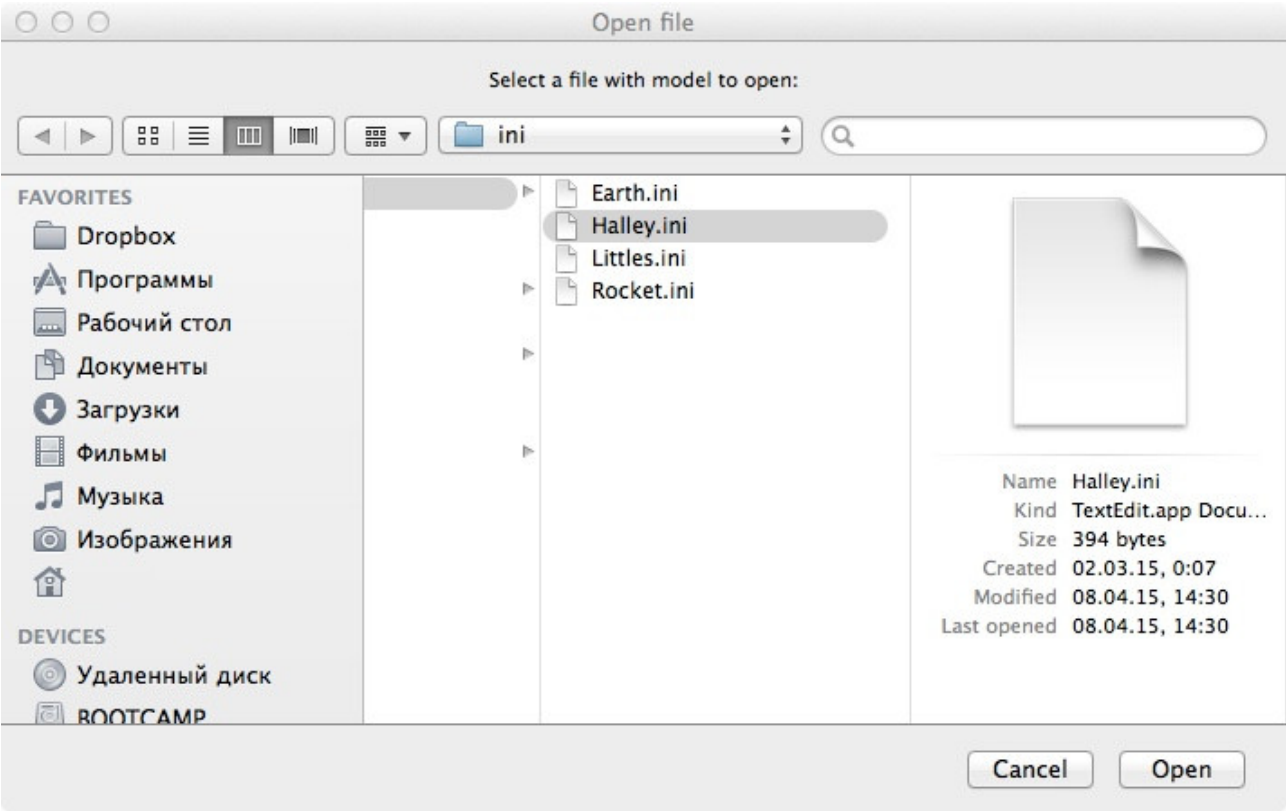 Open file
Select a file with model to open:
ini
FAVORITES
Dropbox
Программы
Рабочий стол
Документы
Загрузки
Фильмы
Музыка
Изображения
DEVICES
Удаленный диск
BOOTCAMP
Earth.ini
Halley.ini
Littles.ini
Rocket.ini
Name Halley.ini
Kind TextEdit.app Docu...
Size 394 bytes
Created 02.03.15, 0:07
Modified 08.04.15, 14:30
Last opened 08.04.15, 14:30
Cancel Open